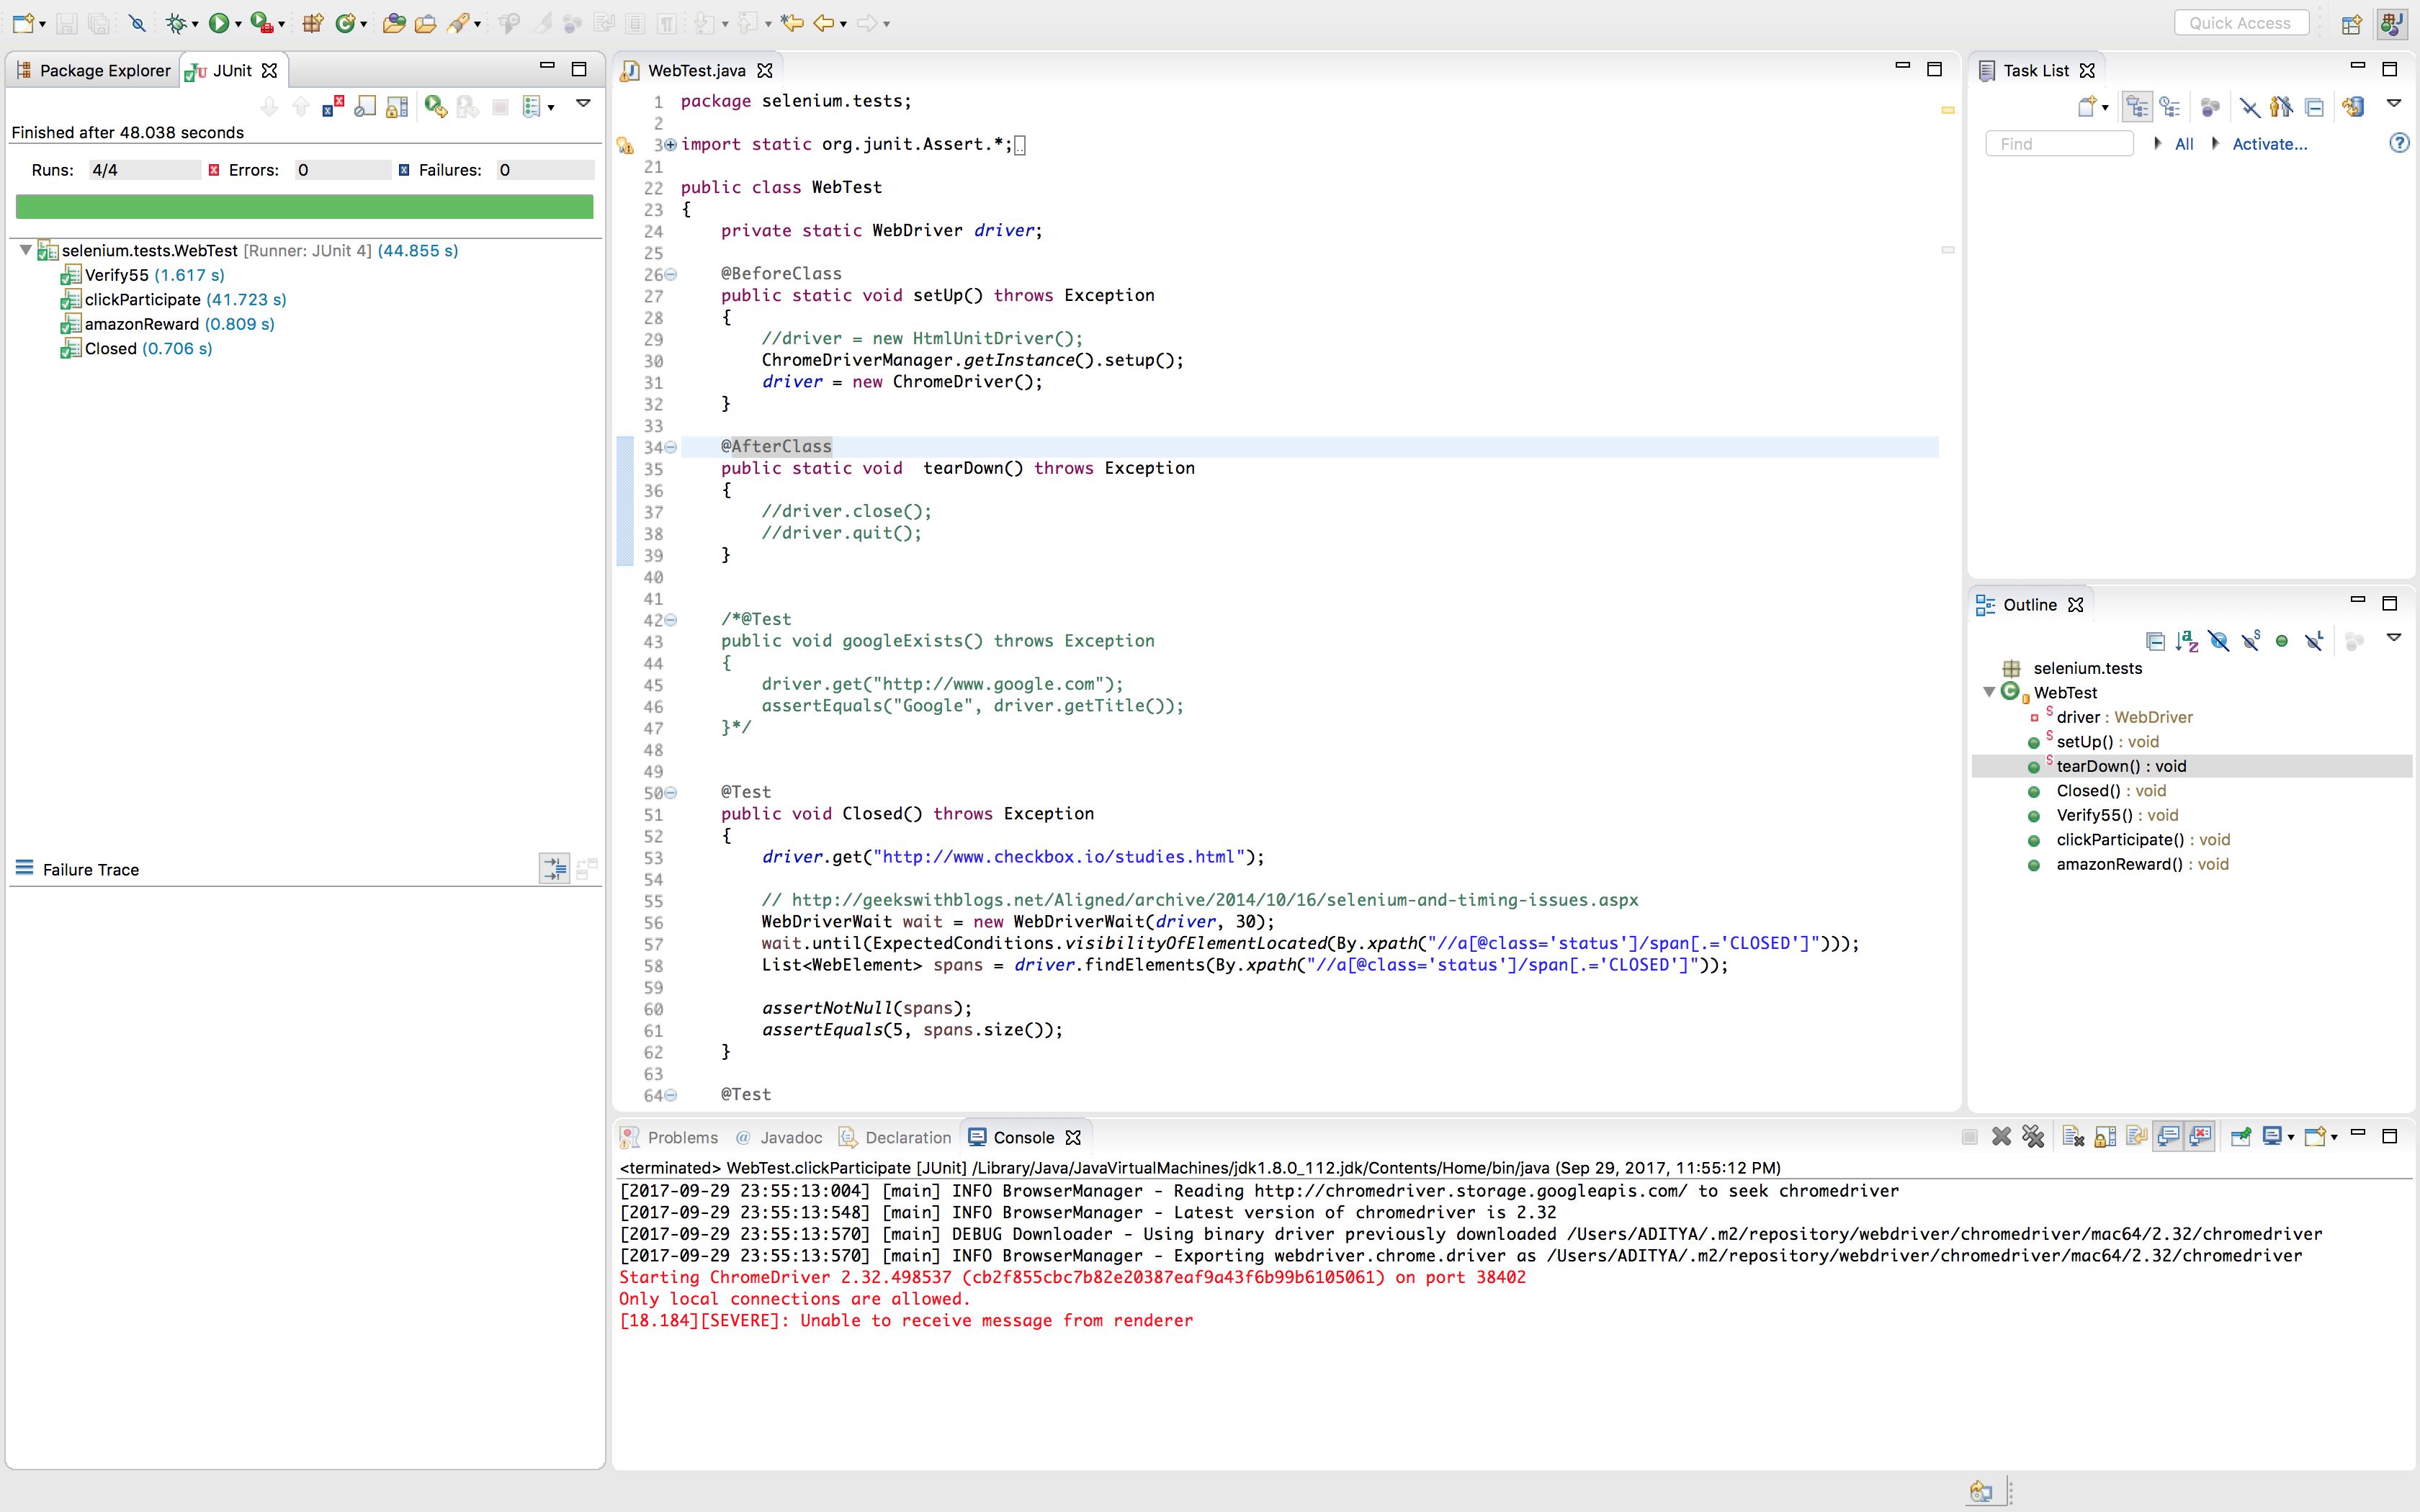 Quick Access
Package Explorer
JUnit
Finished after 48.038 seconds
Runs: 4/4 Errors: 0 Failures: 0
selenium.tests.WebTest [Runner: JUnit 4] (44.855 s)
Verify55 (1.617 s)
clickParticipate (41.723 s)
amazonReward (0.809 s)
Closed (0.706 s)
Failure Trace
WebTest.java
1 package selenium.tests;
2
3 import static org.junit.Assert.*;
21
22 public class WebTest
23 {
24 private static WebDriver driver;
25
26 @BeforeClass
27 public static void setUp() throws Exception
28 {
29 //driver = new HtmlUnitDriver();
30 ChromeDriverManager.getInstance().setup();
31 driver = new ChromeDriver();
32 }
33
34 @AfterClass
35 public static void  tearDown() throws Exception
36 {
37 //driver.close();
38 //driver.quit();
39 }
40
41
42 /*@Test
43 public void googleExists() throws Exception
44 {
45 driver.get("http://www.google.com");
46 assertEquals("Google", driver.getTitle());
47 }*/
48
49
50 @Test
51 public void Closed() throws Exception
52 {
53 driver.get("http://www.checkbox.io/studies.html");
54
55 // http://geekswithblogs.net/Aligned/archive/2014/10/16/selenium-and-timing-issues.aspx
56 WebDriverWait wait = new WebDriverWait(driver, 30);
57 wait.until(ExpectedConditions.visibilityOfElementLocated(By.xpath("//a[@class='status']/span[.='CLOSED']")));
58 List<WebElement> spans = driver.findElements(By.xpath("//a[@class='status']/span[.='CLOSED']"));
59
60 assertNotNull(spans);
61 assertEquals(5, spans.size());
62 }
63
64 @Test
Task List
Find All Activate...
Outline
selenium.tests
WebTest
driver : WebDriver
setUp() : void
tearDown() : void
Closed() : void
Verify55() : void
clickParticipate() : void
amazonReward() : void
Problems @ Javadoc Declaration Console
<terminated> WebTest.clickParticipate [JUnit] /Library/Java/JavaVirtualMachines/jdk1.8.0_112.jdk/Contents/Home/bin/java (Sep 29, 2017, 11:55:12 PM)
[2017-09-29 23:55:13:004] [main] INFO BrowserManager - Reading http://chromedriver.storage.googleapis.com/ to seek chromedriver
[2017-09-29 23:55:13:548] [main] INFO BrowserManager - Latest version of chromedriver is 2.32
[2017-09-29 23:55:13:570] [main] DEBUG Downloader - Using binary driver previously downloaded /Users/ADITYA/.m2/repository/webdriver/chromedriver/mac64/2.32/chromedriver
[2017-09-29 23:55:13:570] [main] INFO BrowserManager - Exporting webdriver.chrome.driver as /Users/ADITYA/.m2/repository/webdriver/chromedriver/mac64/2.32/chromedriver
Starting ChromeDriver 2.32.498537 (cb2f855cbc7b82e20387eaf9a43f6b99b6105061) on port 38402
Only local connections are allowed.
[18.184][SEVERE]: Unable to receive message from renderer